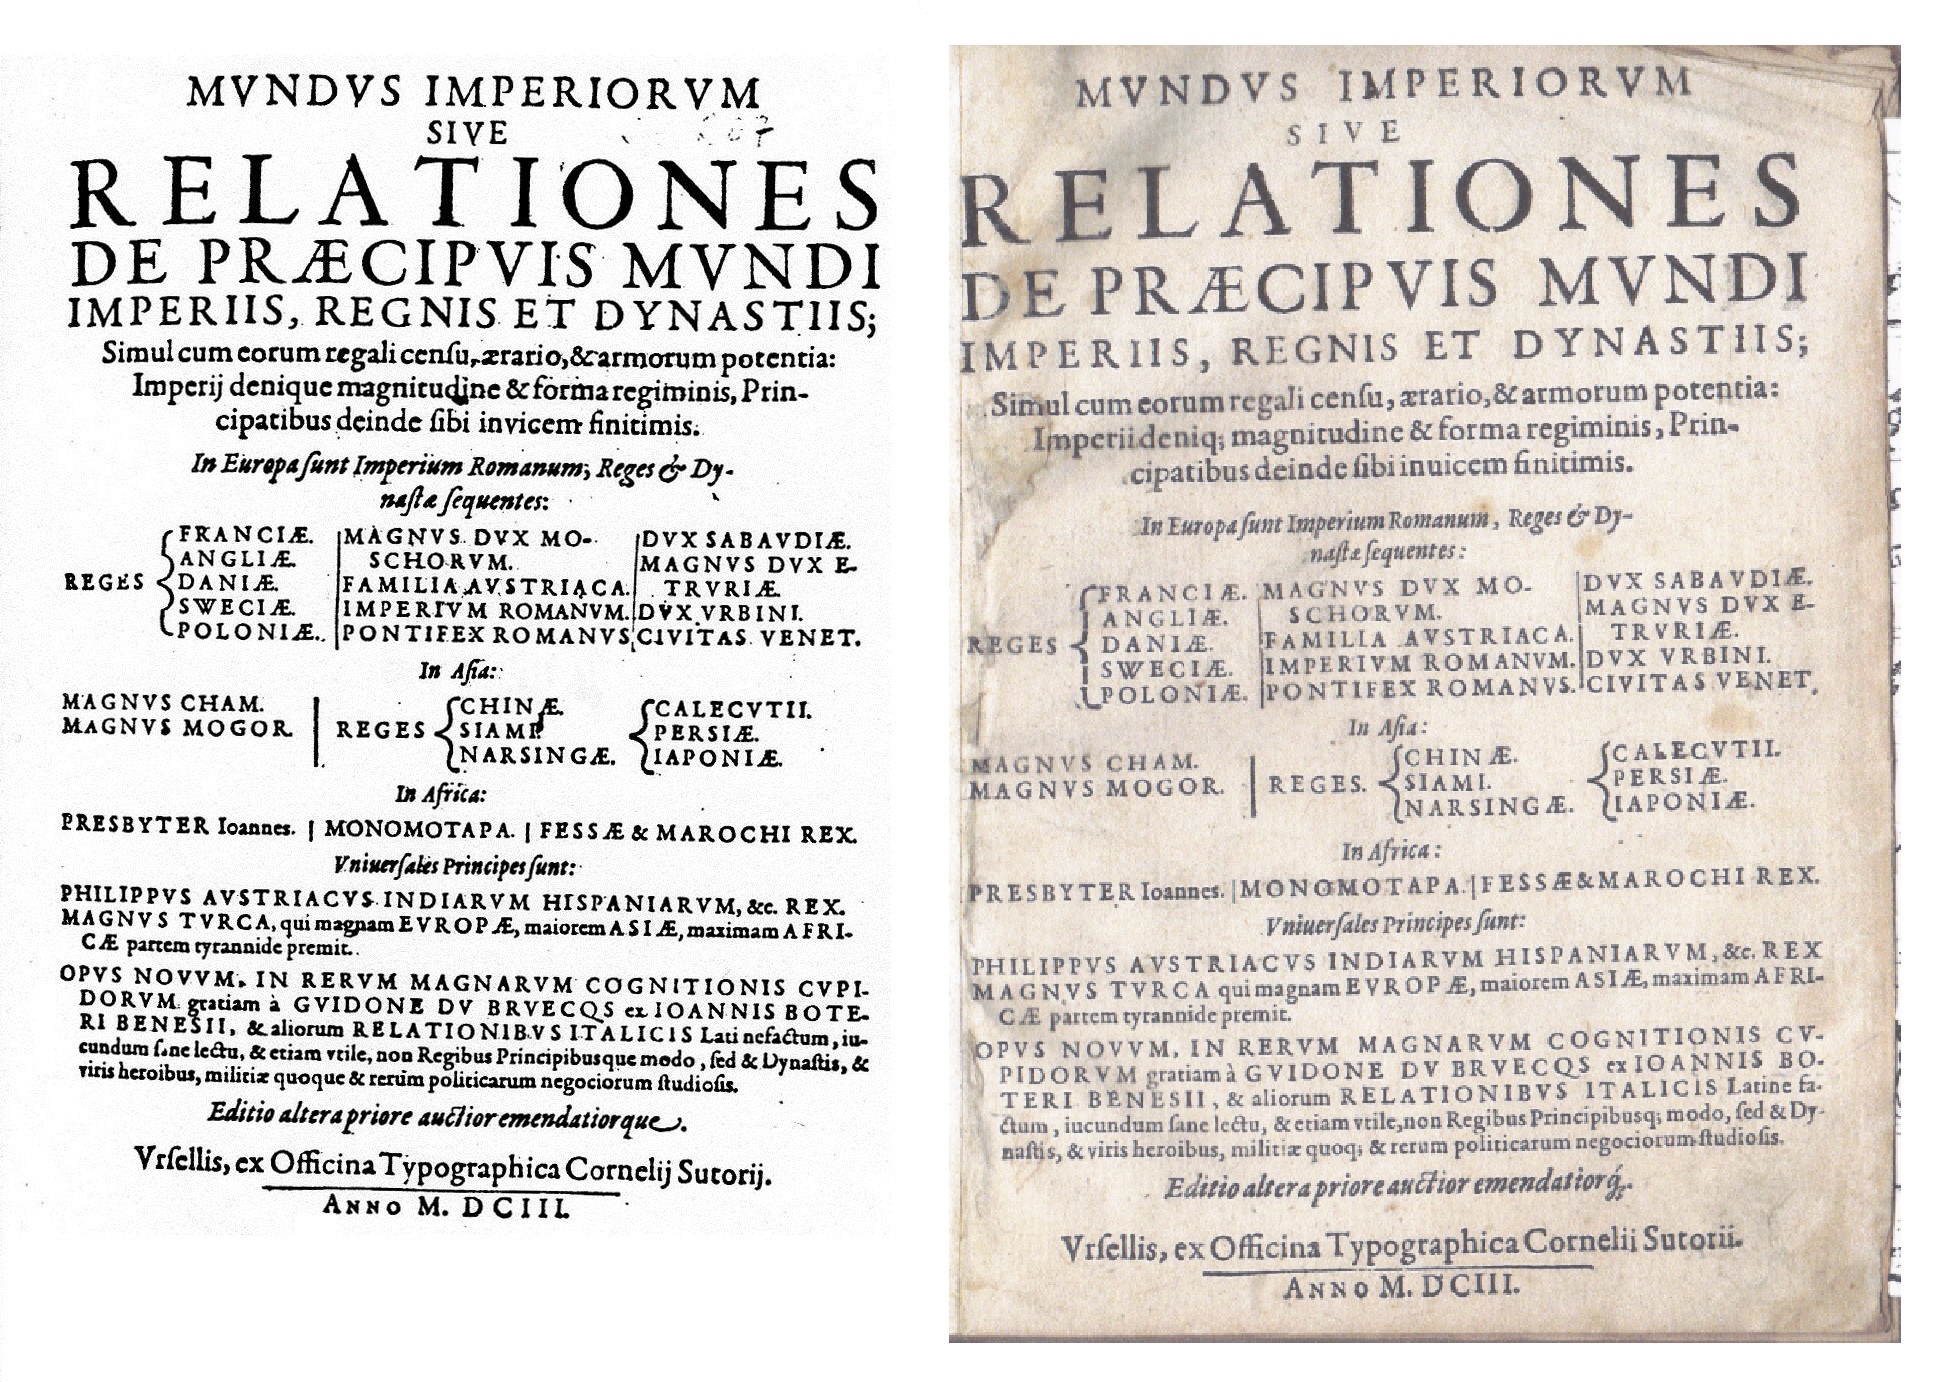 MVNDVS IMPERIORVM
SIVE
RELATIONES
DE PRÆCIPVIS MVNDI
IMPERIIS, REGNIS ET DYNASTIIS;
Simul cum eorum regali cenſu, ærario, & armorum potentia:
Imperij denique magnitudine & forma regiminis, Prin-
cipatibus deinde ſibi invicem finitimis.
In Europa ſunt Imperium Romanum; Reges & Dy-
naſtæ ſequentes:
REGES
FRANCIÆ.
ANGLIÆ.
DANIÆ.
SWECIÆ.
POLONIÆ.
MAGNVS DVX MO-
SCHORVM.
FAMILIA AVSTRIACA.
IMPERIVM ROMANVM.
PONTIFEX ROMANVS
DVX SABAVDIÆ.
MAGNVS DVX E-
TRVRIÆ.
DVX VRBINI.
CIVITAS VENET.
In Aſia:
MAGNVS CHAM.
MAGNVS MOGOR.
REGES
CHINÆ.
SIAMI.
NARSINGÆ.
CALECVTII.
PERSIÆ.
IAPONIÆ.
In Africa:
PRESBYTER Ioannes. | MONOMOTAPA. | FESSÆ & MAROCHI REX.
Vniuerſales Principes ſunt:
PHILIPPVS AVSTRIACVS INDIARVM HISPANIARVM, &c. REX.
MAGNVS TVRCA, qui magnam EVROPÆ, maiorem ASIÆ, maximam AFRI-
CÆ partem tyrannide premit.
OPVS NOVVM, IN RERVM MAGNARVM COGNITIONIS CVPI-
DORVM gratiam à GVIDONE DV BRVECQS ex IOANNIS BOTE-
RI BENESII, & aliorum RELATIONIBVS ITALICIS Lati nefactum, iu-
cundum ſane lectu, & etiam vtile, non Regibus Principibusque modo, ſed & Dynaſtis, &
viris heroibus, militiæ quoque & rerum politicarum negociorum ſtudioſis.
Editio altera priore auctior emendatiorque.
Vrſellis, ex Officina Typographica Cornelij Sutorij.
ANNO M. DCIII.
MVNDVS IMPERIORVM
SIVE
RELATIONES
DE PRÆCIPVIS MVNDI
IMPERIIS, REGNIS ET DYNASTIIS;
Simul cum eorum regali cenſu, ærario, & armorum potentia:
Imperii deniq; magnitudine & forma regiminis, Prin-
cipatibus deinde ſibi inuicem finitimis.
In Europa ſunt Imperium Romanum, Reges & Dy-
naſtæ ſequentes:
REGES
FRANCIÆ.
ANGLIÆ.
DANIÆ.
SWECIÆ.
POLONIÆ.
MAGNVS DVX MO-
SCHORVM.
FAMILIA AVSTRIACA.
IMPERIVM ROMANVM.
PONTIFEX ROMANVS.
DVX SABAVDIÆ.
MAGNVS DVX E-
TRVRIÆ.
DVX VRBINI.
CIVITAS VENET.
In Aſia:
MAGNVS CHAM.
MAGNVS MOGOR.
REGES.
CHINÆ.
SIAMI.
NARSINGÆ.
CALECVTII.
PERSIÆ.
IAPONIÆ.
In Africa:
PRESBYTER Ioannes. | MONOMOTAPA. | FESSÆ & MAROCHI REX.
Vniuerſales Principes ſunt:
PHILIPPVS AVSTRIACVS INDIARVM HISPANIARVM, &c. REX
MAGNVS TVRCA qui magnam EVROPÆ, maiorem ASIÆ, maximam AFRI-
CÆ partem tyrannide premit.
OPVS NOVVM, IN RERVM MAGNARVM COGNITIONIS CV-
PIDORVM gratiam à GVIDONE DV BRVECQS ex IOANNIS BO-
TERI BENESII, & aliorum RELATIONIBVS ITALICIS Latine fa-
ctum, iucundum ſane lectu, & etiam vtile, non Regibus Principibusq; modo, ſed & Dy-
naſtis, & viris heroibus, militiæ quoq; & rerum politicarum negociorum ſtudioſis.
Editio altera priore auctior emendatiorq́;.
Vrſellis, ex Officina Typographica Cornelii Sutorii.
ANNO M. DCIII.